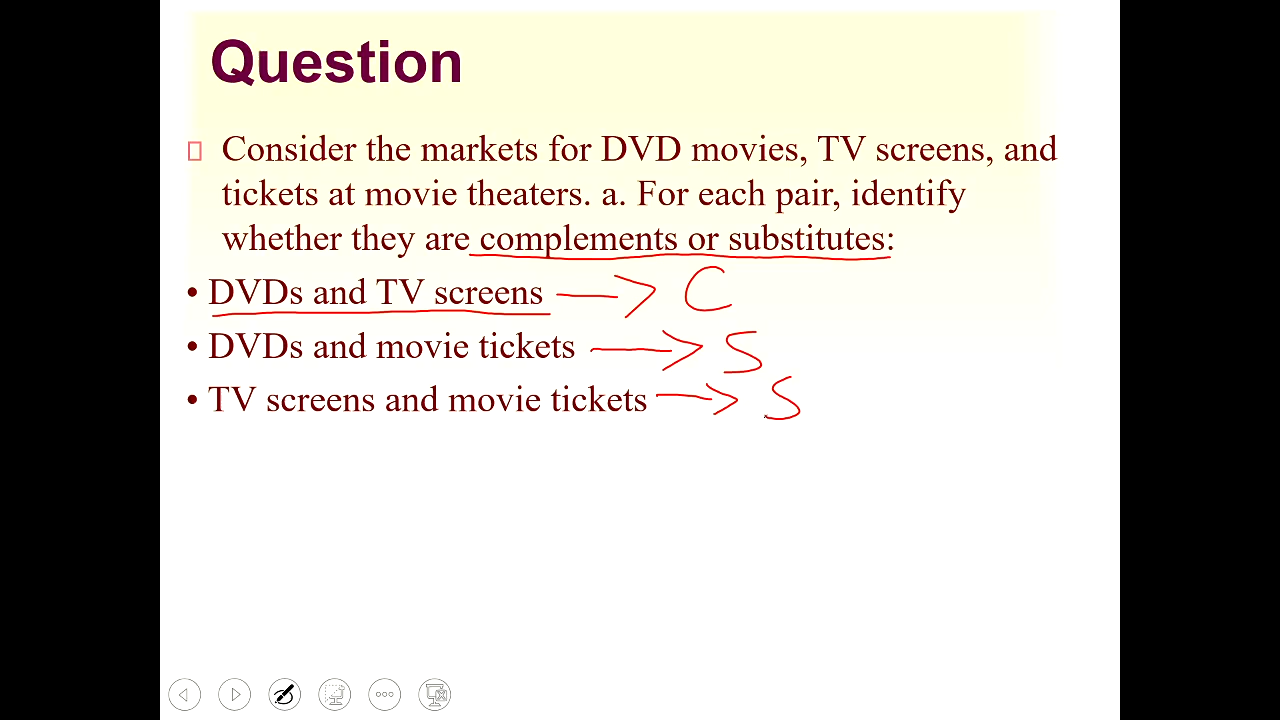 Question
Consider the markets for DVD movies, TV screens, and
tickets at movie theaters. a. For each pair, identify
whether they are complements or substitutes:
• DVDs and TV screens → C
• DVDs and movie tickets → S
• TV screens and movie tickets → S